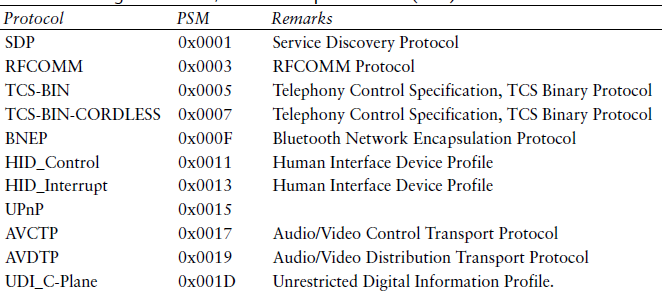 Protocol PSM Remarks
SDP 0x0001 Service Discovery Protocol
RFCOMM 0x0003 RFCOMM Protocol
TCS-BIN 0x0005 Telephony Control Specification, TCS Binary Protocol
TCS-BIN-CORDLESS 0x0007 Telephony Control Specification, TCS Binary Protocol
BNEP 0x000F Bluetooth Network Encapsulation Protocol
HID_Control 0x0011 Human Interface Device Profile
HID_Interrupt 0x0013 Human Interface Device Profile
UPnP 0x0015
AVCTP 0x0017 Audio/Video Control Transport Protocol
AVDTP 0x0019 Audio/Video Distribution Transport Protocol
UDI_C-Plane 0x001D Unrestricted Digital Information Profile.